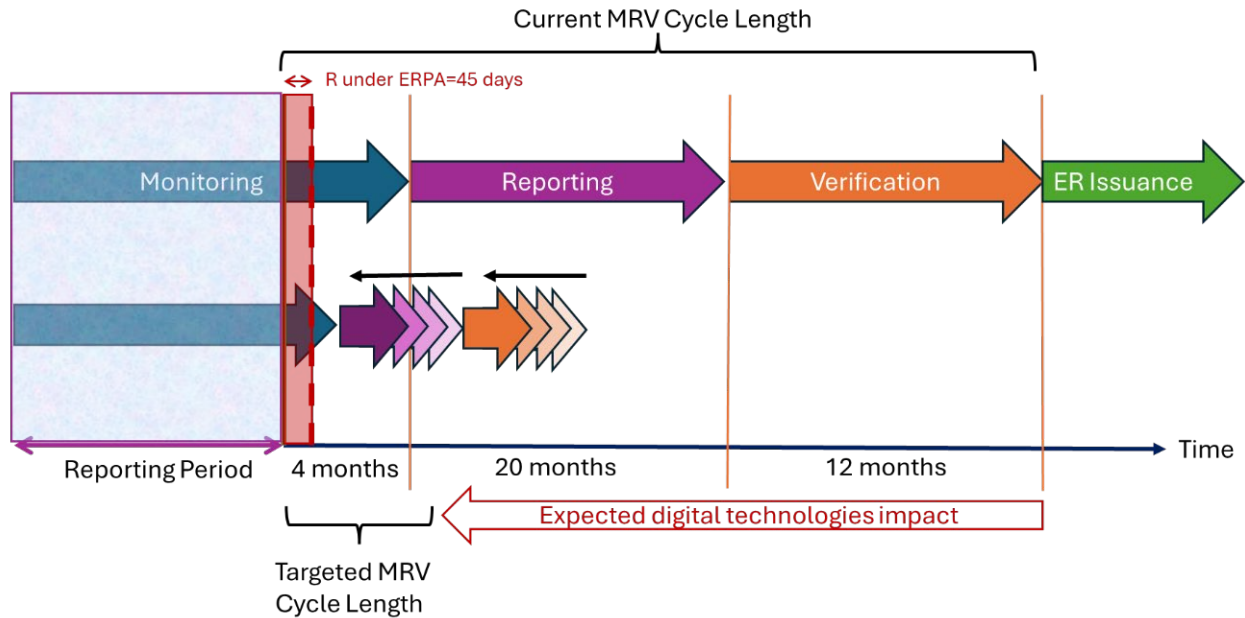 Current MRV Cycle Length
R under ERPA=45 days
Monitoring
Reporting
Verification
ER Issuance
Time
Reporting Period
4 months
20 months
12 months
Expected digital technologies impact
Targeted MRV
Cycle Length